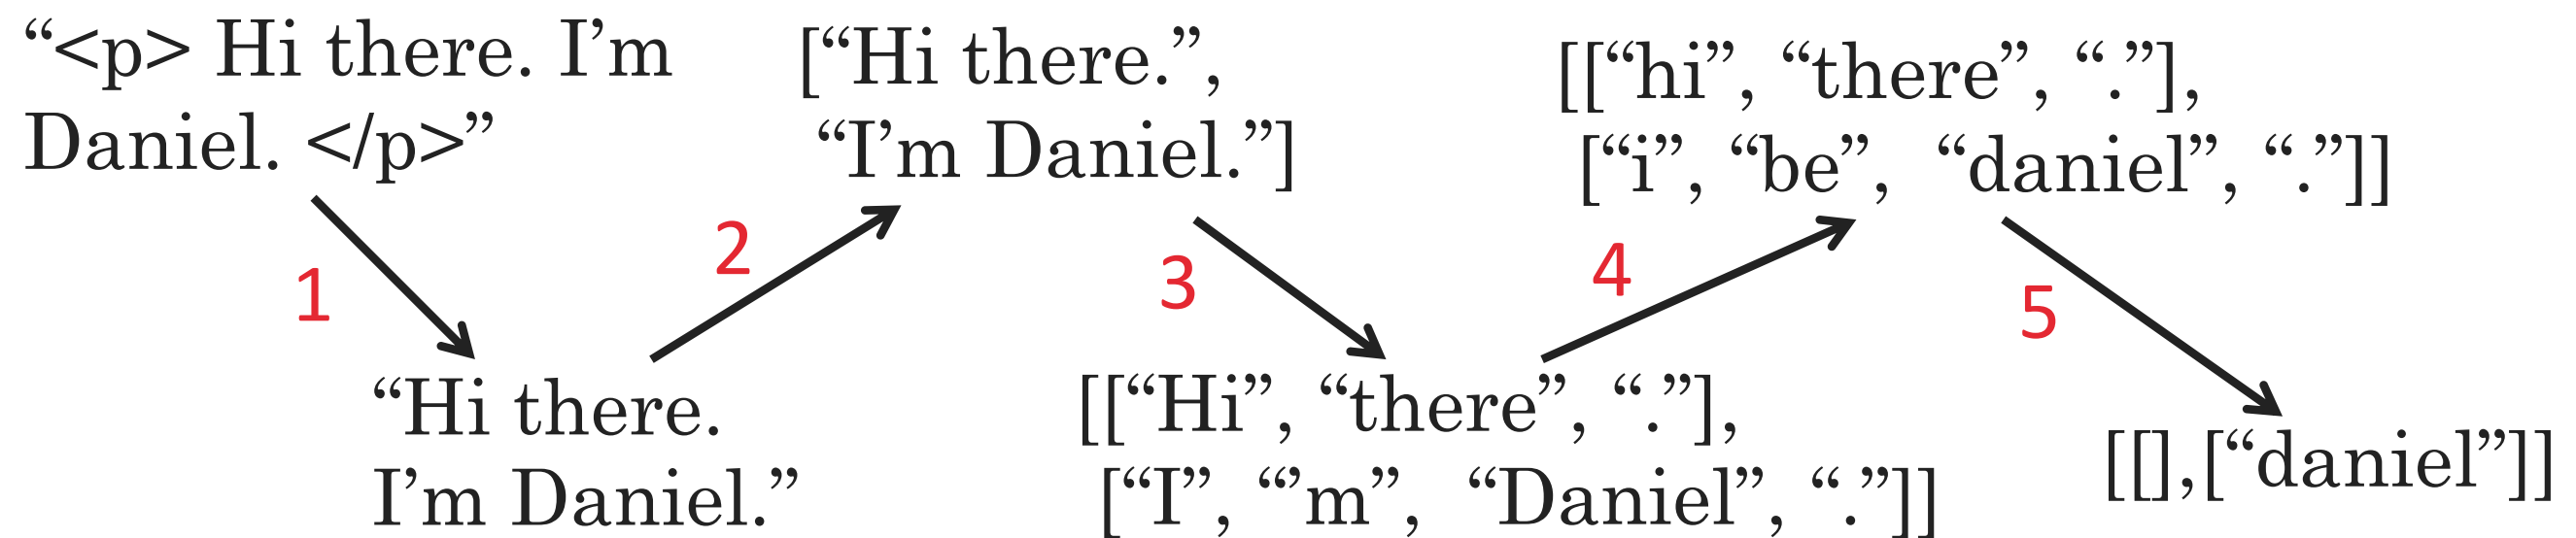 “<p> Hi there. I’m
Daniel. </p>”
1
“Hi there.
I’m Daniel.”
2
[“Hi there.”,
“I’m Daniel.”]
3
[[“Hi”, “there”, “.”],
[“I”, “’m”, “Daniel”, “.”]]
4
[[“hi”, “there”, “.”],
[“i”, “be”, “daniel”, “.”]]
5
[[],[“daniel”]]